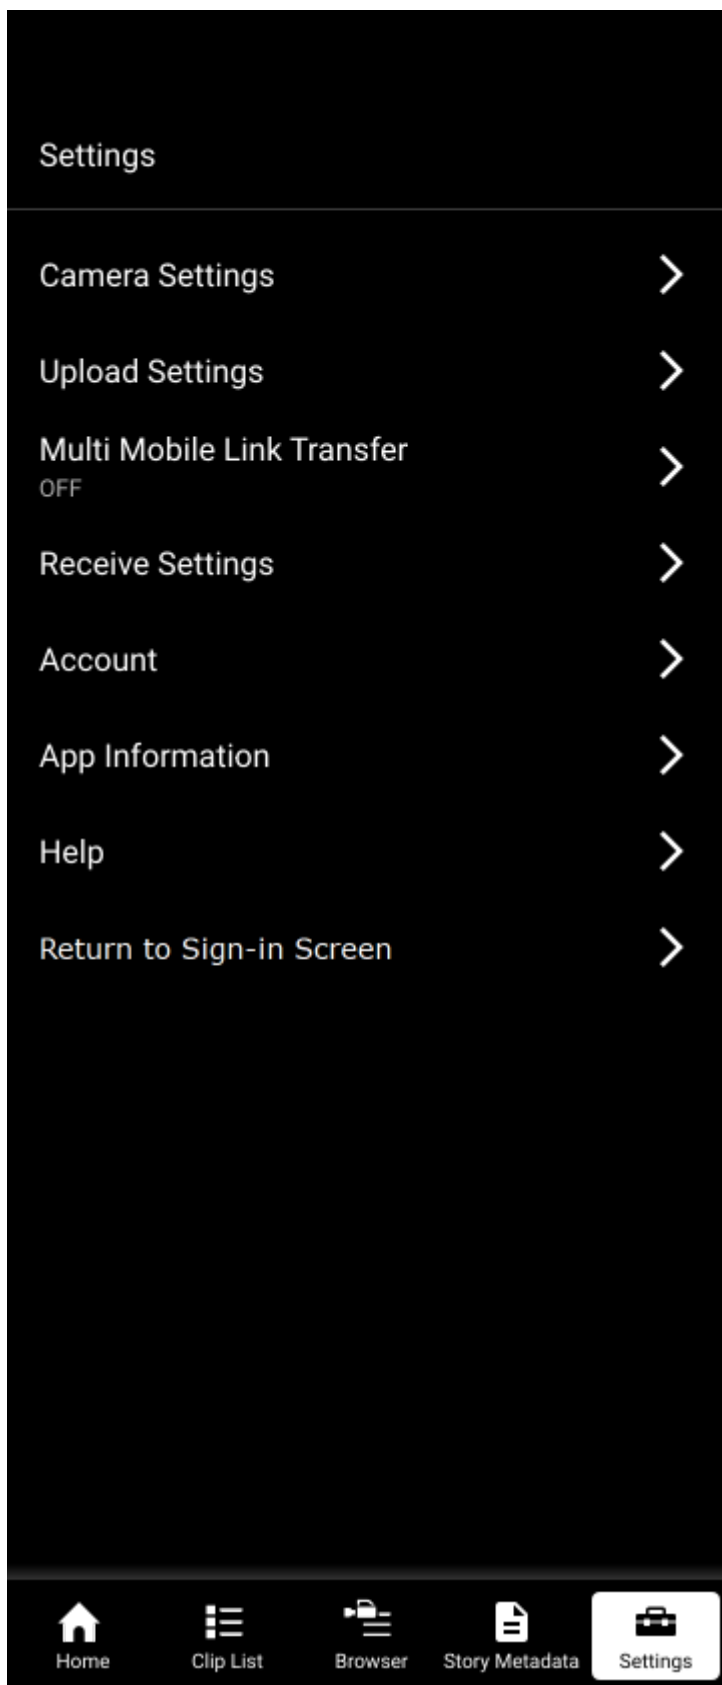 Settings
Camera Settings
Upload Settings
Multi Mobile Link Transfer
OFF
Receive Settings
Account
App Information
Help
Return to Sign-in Screen
Home
Clip List
Browser
Story Metadata
Settings